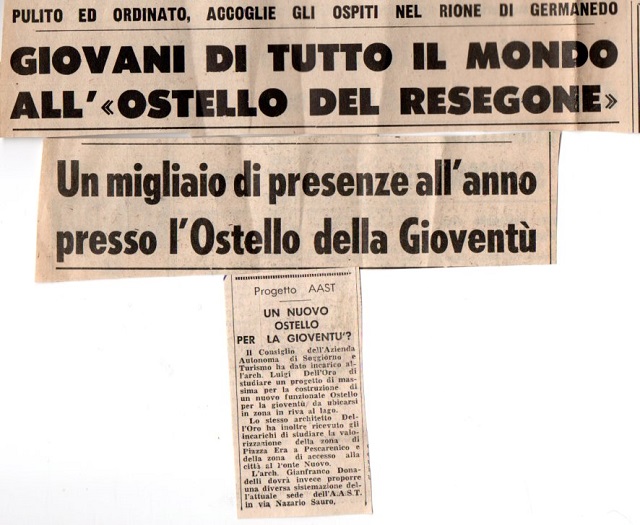 PULITO ED ORDINATO, ACCOGLIE GLI OSPITI NEL RIONE DI GERMANEDO
GIOVANI DI TUTTO IL MONDO
ALL'«OSTELLO DEL RESEGONE»
Un migliaio di presenze all'anno
presso l'Ostello della Gioventù
Progetto AAST
UN NUOVO
OSTELLO
PER LA GIOVENTU'?
Il Consiglio dell'Azienda
Autonoma di Soggiorno e
Turismo ha dato incarico al-
l'arch. Luigi Dell'Oro di
studiare un progetto di mas-
sima per la costruzione di
un nuovo funzionale Ostello
per la gioventù, da ubicarsi
in zona in riva al lago.
Lo stesso architetto Del-
l'Oro ha inoltre ricevuto gli
incarichi di studiare la valo-
rizzazione della zona di
Piazza Era a Pescarenico e
della zona di accesso alla
città al Ponte Nuovo.
L'arch. Gianfranco Dona-
delli dovrà invece proporre
una diversa sistemazione del-
l'attuale sede dell'A.A.S.T.
in via Nazario Sauro,